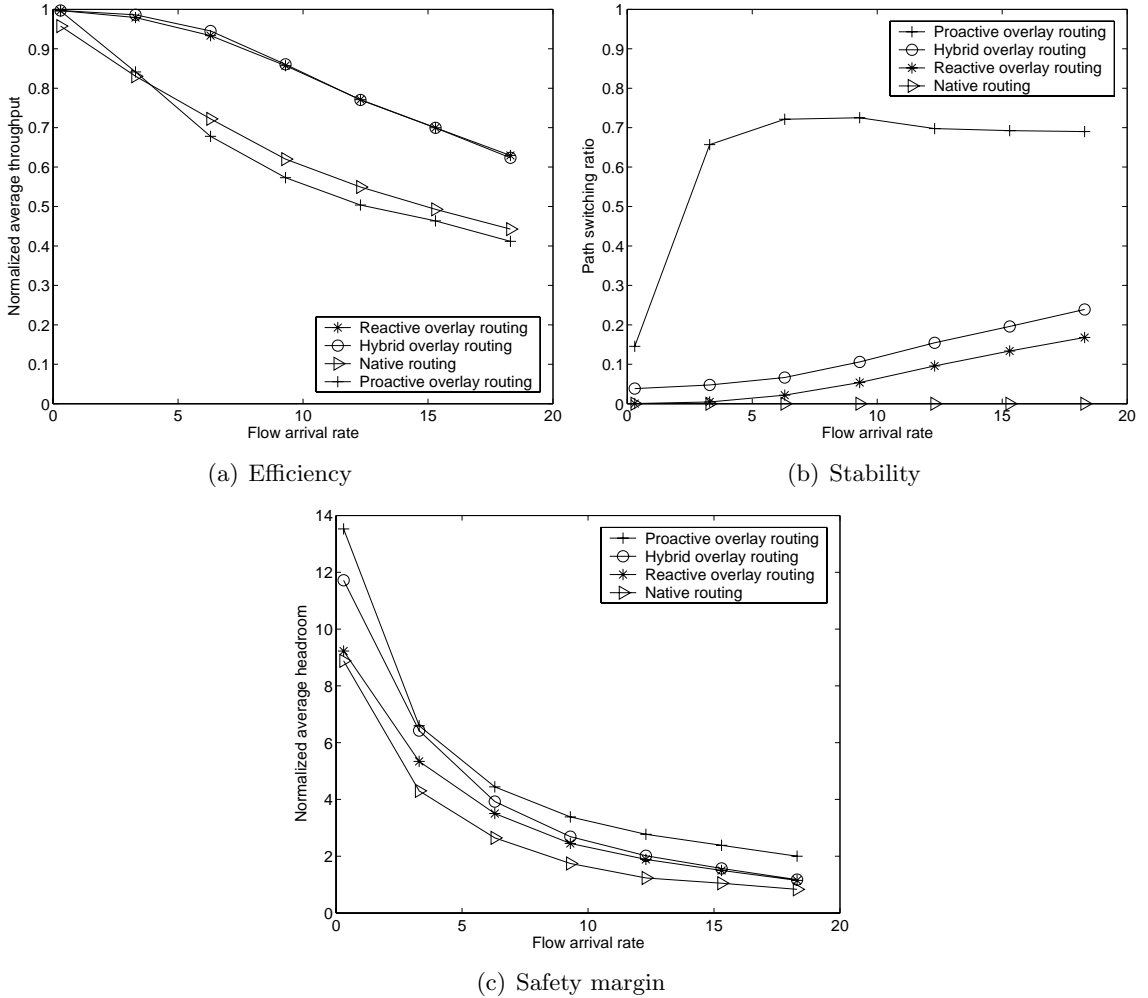 1
0.9
0.8
0.7
0.6
0.5
0.4
0.3
0.2
0.1
0
Normalized average throughput
Reactive overlay routing
Hybrid overlay routing
Native routing
Proactive overlay routing
0 5 10 15 20
Flow arrival rate
(a) Efficiency
1
0.9
0.8
0.7
0.6
0.5
0.4
0.3
0.2
0.1
0
Path switching ratio
Proactive overlay routing
Hybrid overlay routing
Reactive overlay routing
Native routing
0 5 10 15 20
Flow arrival rate
(b) Stability
14
12
10
8
6
4
2
0
Normalized average headroom
Proactive overlay routing
Hybrid overlay routing
Reactive overlay routing
Native routing
0 5 10 15 20
Flow arrival rate
(c) Safety margin